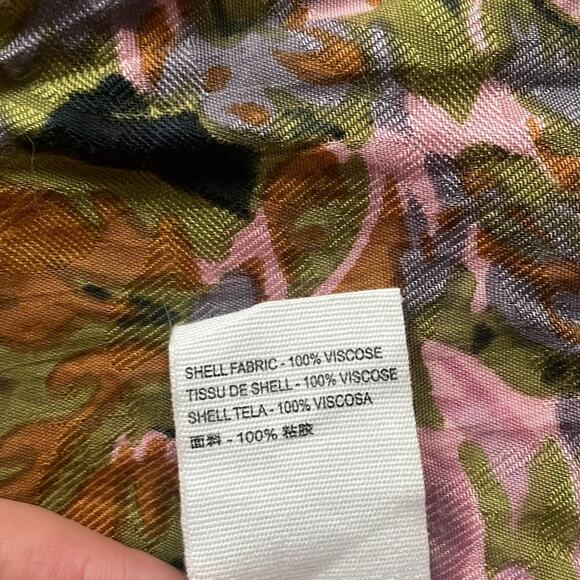 SHELL FABRIC - 100% VISCOSE
TISSU DE SHELL - 100% VISCOSE
SHELL TELA - 100% VISCOSA
面料 - 100% 粘胶